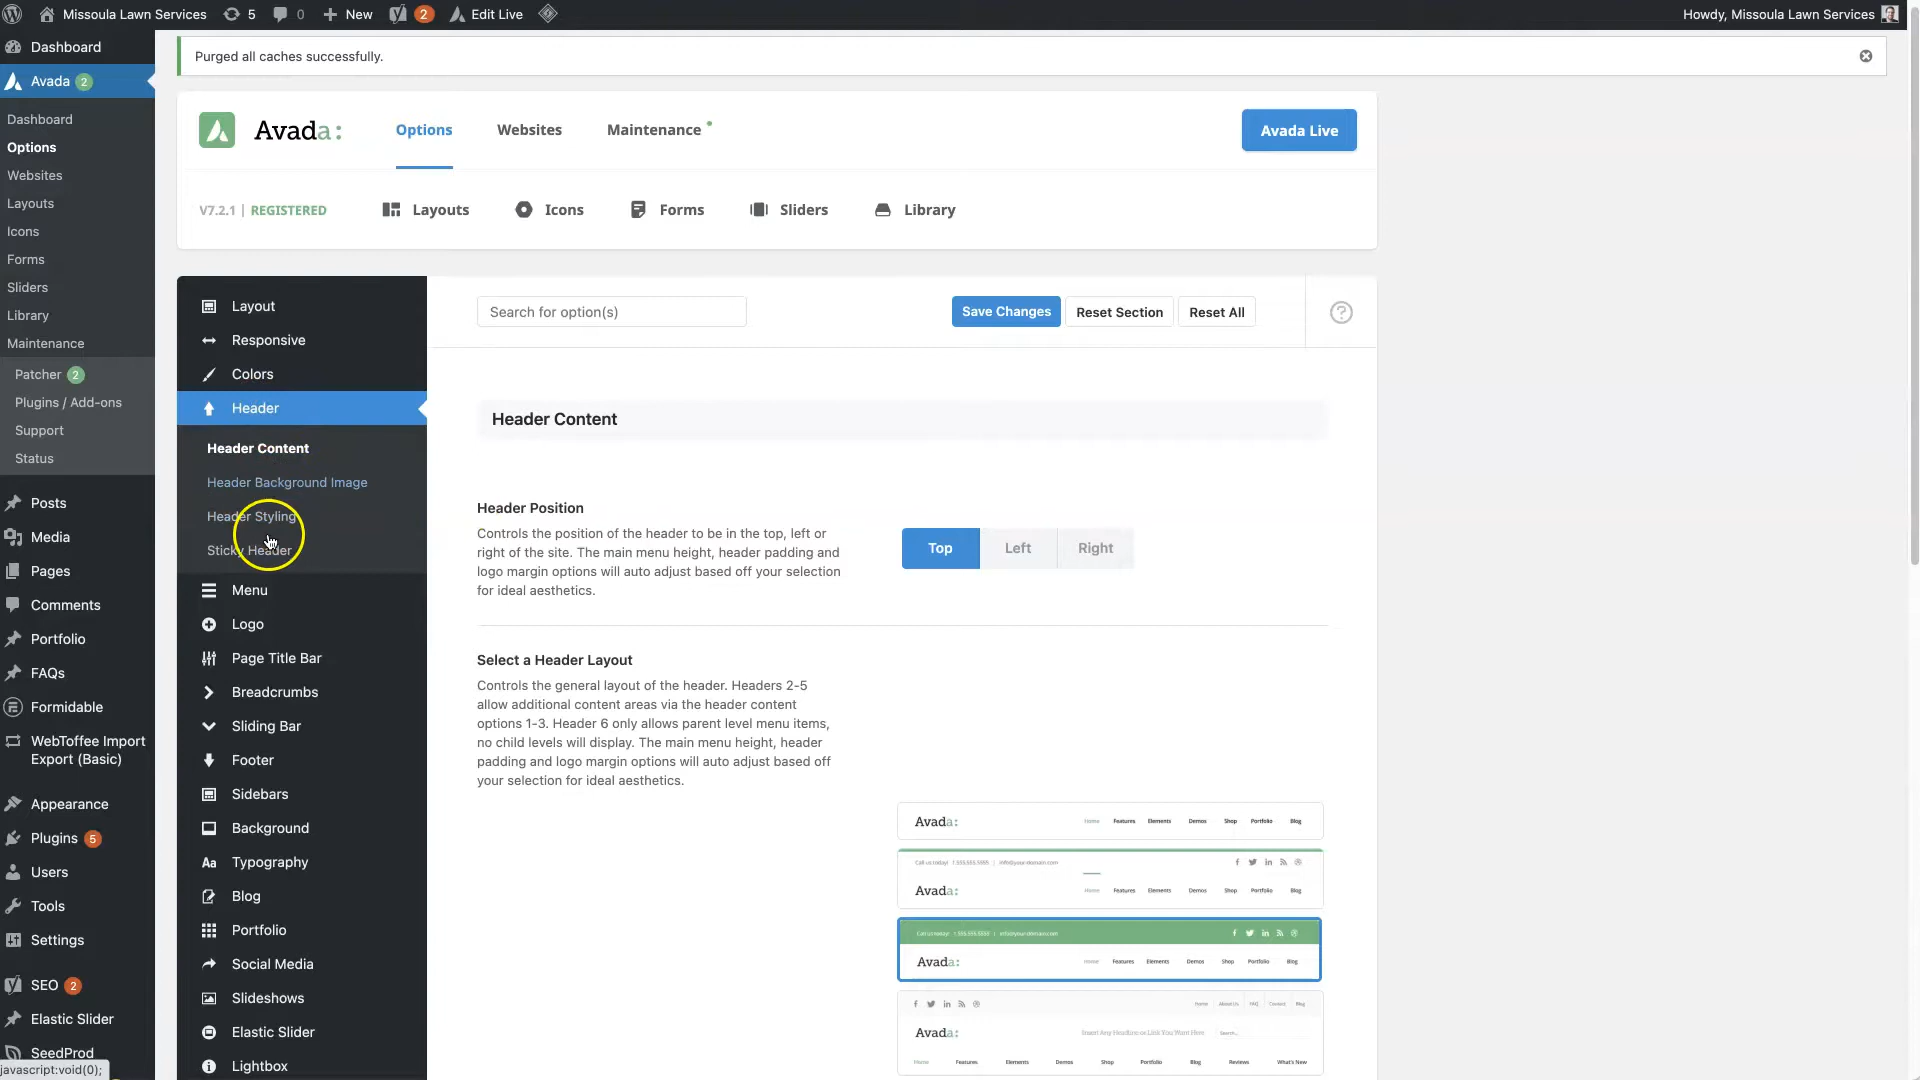 Missoula Lawn Services
5
0
New
2
Edit Live
Howdy, Missoula Lawn Services
Dashboard
Avada 2
Dashboard
Options
Websites
Layouts
Icons
Forms
Sliders
Library
Maintenance
Patcher 2
Plugins / Add-ons
Support
Status
Posts
Media
Pages
Comments
Portfolio
FAQs
Formidable
WebToffee Import
Export (Basic)
Appearance
Plugins 5
Users
Tools
Settings
SEO 2
Elastic Slider
SeedProd
javascript:void(0);
Purged all caches successfully.
Avada:
Options
Websites
Maintenance
Avada Live
V7.2.1 | REGISTERED
Layouts
Icons
Forms
Sliders
Library
Layout
Responsive
Colors
Header
Header Content
Header Background Image
Header Styling
Sticky Header
Menu
Logo
Page Title Bar
Breadcrumbs
Sliding Bar
Footer
Sidebars
Background
Aa Typography
Blog
Portfolio
Social Media
Slideshows
Elastic Slider
Lightbox
Search for option(s)
Save Changes
Reset Section
Reset All
Header Content
Header Position
Controls the position of the header to be in the top, left or
right of the site. The main menu height, header padding and
logo margin options will auto adjust based off your selection
for ideal aesthetics.
Top
Left
Right
Select a Header Layout
Controls the general layout of the header. Headers 2-5
allow additional content areas via the header content
options 1-3. Header 6 only allows parent level menu items,
no child levels will display. The main menu height, header
padding and logo margin options will auto adjust based off
your selection for ideal aesthetics.
Avada: Home Features Elements Demos Shop Portfolio Blog
Call us today! 1.555.555.5555 | info@your-domain.com
Avada: Home Features Elements Demos Shop Portfolio Blog
Call us today! 1.555.555.5555 | info@your-domain.com
Avada: Home Features Elements Demos Shop Portfolio Blog
Home About Us FAQ Contact Blog
Avada: Insert Any Headline or Link You Want Here Search...
Home Features Elements Demos Shop Portfolio Blog Reviews What's New